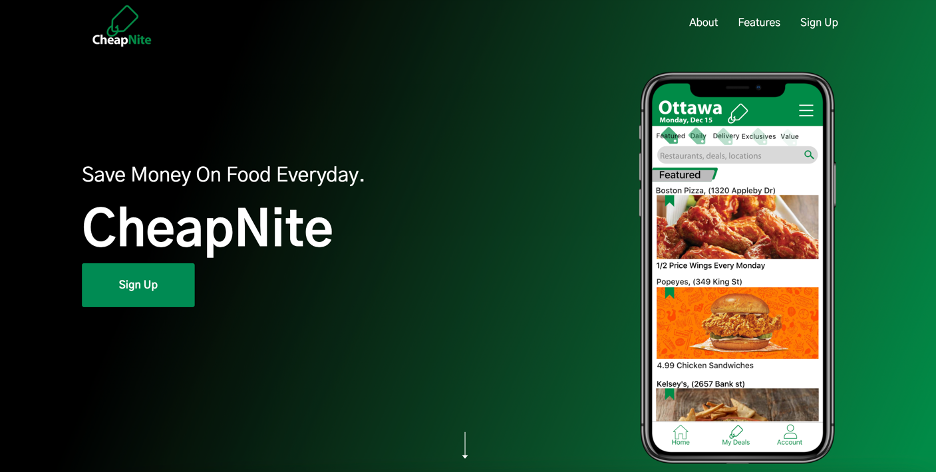 CheapNite
About Features Sign Up
Save Money On Food Everyday.
CheapNite
Sign Up
Ottawa
Monday, Dec 15
Featured Daily Delivery Exclusives Value
Restaurants, deals, locations
Featured
Boston Pizza, (1320 Appleby Dr)
1/2 Price Wings Every Monday
Popeyes, (349 King St)
4.99 Chicken Sandwiches
Kelsey's, (2657 Bank st)
Home My Deals Account